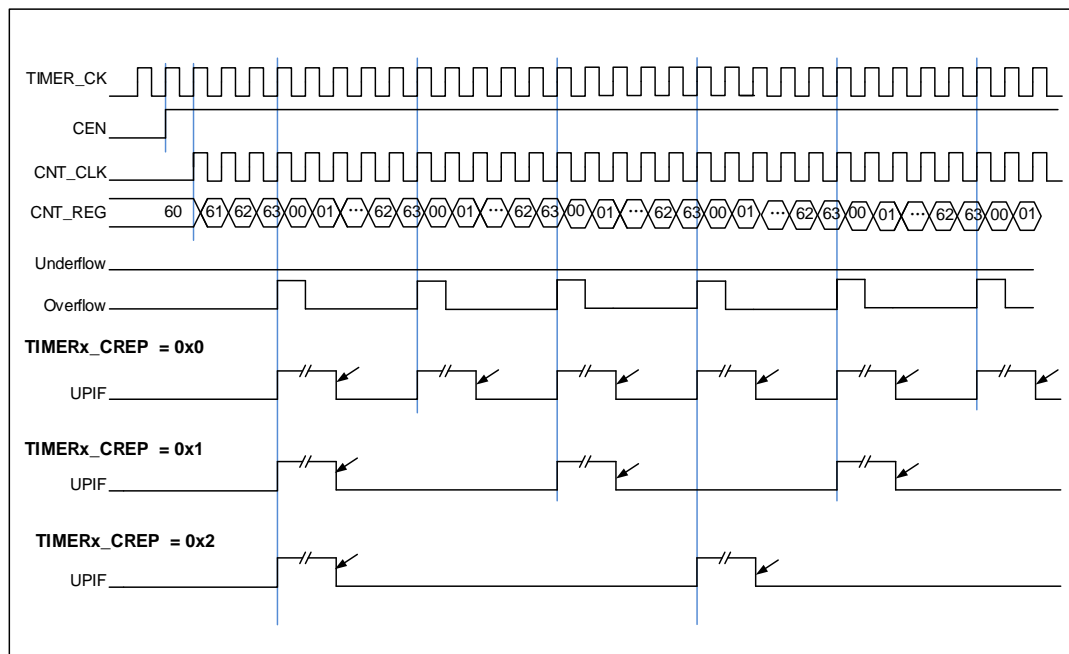 TIMER_CK
CEN
CNT_CLK
CNT_REG 60 61 62 63 00 01 ... 62 63 00 01 ... 62 63 00 01 ... 62 63 00 01 ... 62 63 00 01 ... 62 63 00 01
Underflow
Overflow
TIMERx_CREP = 0x0
UPIF
TIMERx_CREP = 0x1
UPIF
TIMERx_CREP = 0x2
UPIF